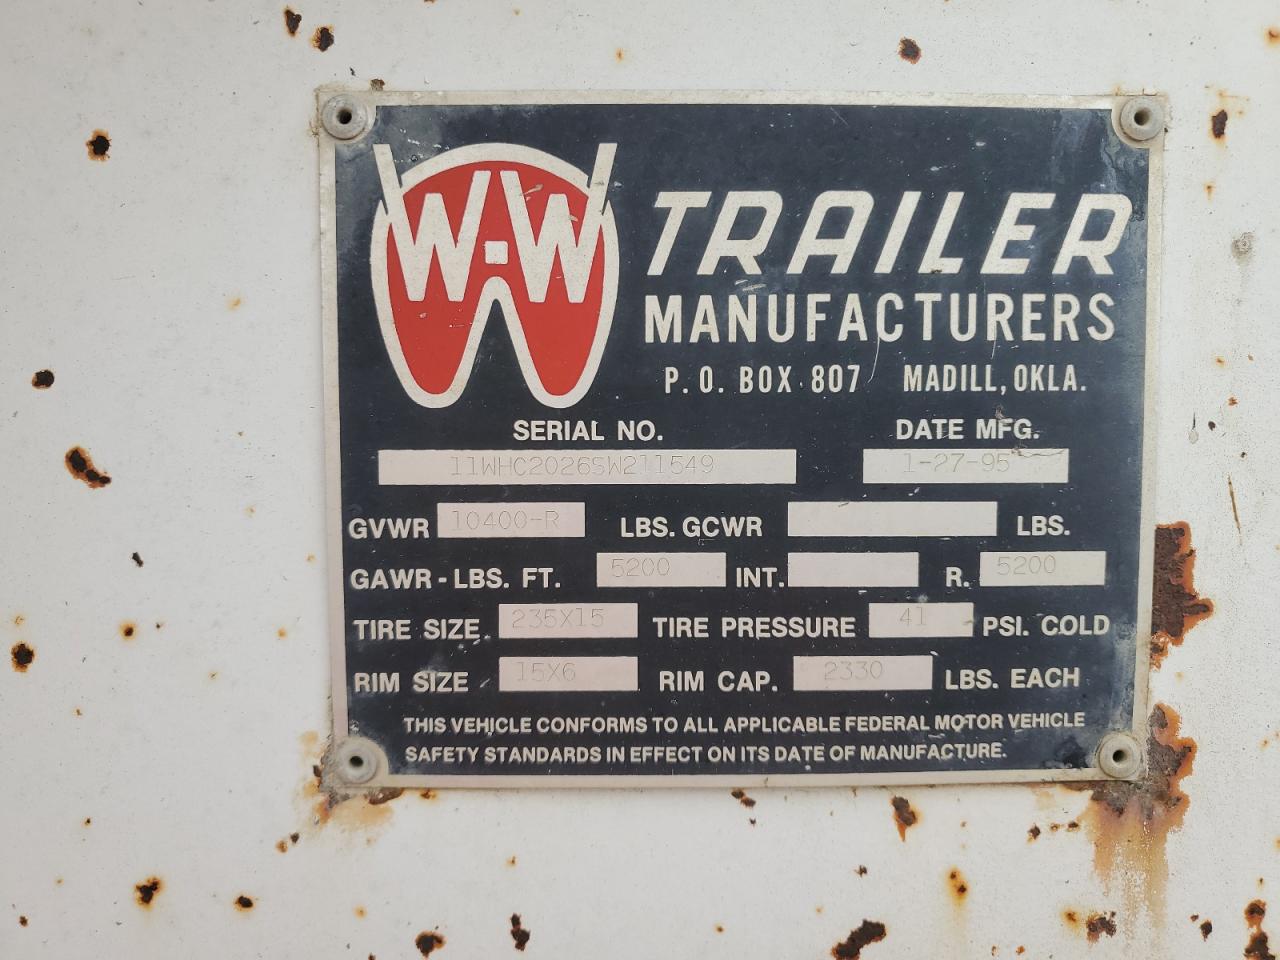 W-W TRAILER
MANUFACTURERS
P. O. BOX 807 MADILL, OKLA.
SERIAL NO. DATE MFG.
11WHC2026SW211549 1-27-95
GVWR 10400-R LBS. GCWR LBS.
GAWR - LBS. FT. 5200 INT. R. 5200
TIRE SIZE 235X15 TIRE PRESSURE 41 PSI. COLD
RIM SIZE 15X6 RIM CAP. 2330 LBS. EACH
THIS VEHICLE CONFORMS TO ALL APPLICABLE FEDERAL MOTOR VEHICLE
SAFETY STANDARDS IN EFFECT ON ITS DATE OF MANUFACTURE.